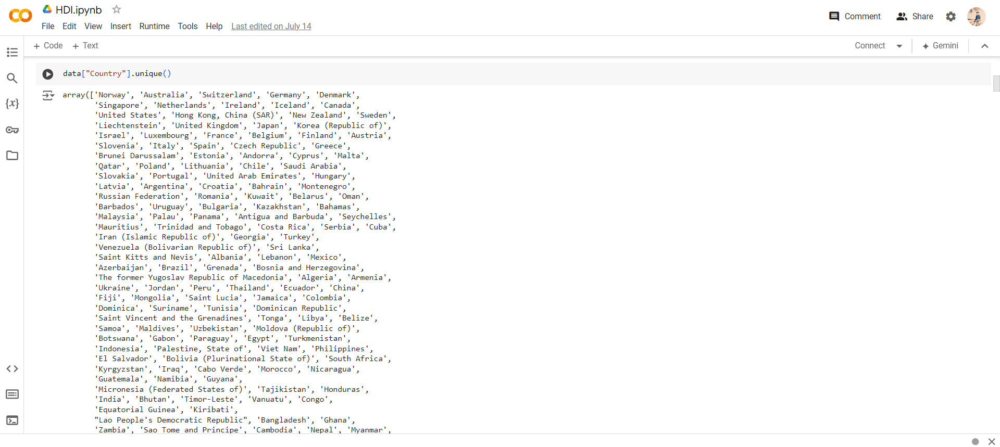 HDI.ipynb
File Edit View Insert Runtime Tools Help Last edited on July 14
Comment Share
+ Code + Text
Connect Gemini
data["Country"].unique()
array(['Norway', 'Australia', 'Switzerland', 'Germany', 'Denmark',
'Singapore', 'Netherlands', 'Ireland', 'Iceland', 'Canada',
'United States', 'Hong Kong, China (SAR)', 'New Zealand', 'Sweden',
'Liechtenstein', 'United Kingdom', 'Japan', 'Korea (Republic of)',
'Israel', 'Luxembourg', 'France', 'Belgium', 'Finland', 'Austria',
'Slovenia', 'Italy', 'Spain', 'Czech Republic', 'Greece',
'Brunei Darussalam', 'Estonia', 'Andorra', 'Cyprus', 'Malta',
'Qatar', 'Poland', 'Lithuania', 'Chile', 'Saudi Arabia',
'Slovakia', 'Portugal', 'United Arab Emirates', 'Hungary',
'Latvia', 'Argentina', 'Croatia', 'Bahrain', 'Montenegro',
'Russian Federation', 'Romania', 'Kuwait', 'Belarus', 'Oman',
'Barbados', 'Uruguay', 'Bulgaria', 'Kazakhstan', 'Bahamas',
'Malaysia', 'Palau', 'Panama', 'Antigua and Barbuda', 'Seychelles',
'Mauritius', 'Trinidad and Tobago', 'Costa Rica', 'Serbia', 'Cuba',
'Iran (Islamic Republic of)', 'Georgia', 'Turkey',
'Venezuela (Bolivarian Republic of)', 'Sri Lanka',
'Saint Kitts and Nevis', 'Albania', 'Lebanon', 'Mexico',
'Azerbaijan', 'Brazil', 'Grenada', 'Bosnia and Herzegovina',
'The former Yugoslav Republic of Macedonia', 'Algeria', 'Armenia',
'Ukraine', 'Jordan', 'Peru', 'Thailand', 'Ecuador', 'China',
'Fiji', 'Mongolia', 'Saint Lucia', 'Jamaica', 'Colombia',
'Dominica', 'Suriname', 'Tunisia', 'Dominican Republic',
'Saint Vincent and the Grenadines', 'Tonga', 'Libya', 'Belize',
'Samoa', 'Maldives', 'Uzbekistan', 'Moldova (Republic of)',
'Botswana', 'Gabon', 'Paraguay', 'Egypt', 'Turkmenistan',
'Indonesia', 'Palestine, State of', 'Viet Nam', 'Philippines',
'El Salvador', 'Bolivia (Plurinational State of)', 'South Africa',
'Kyrgyzstan', 'Iraq', 'Cabo Verde', 'Morocco', 'Nicaragua',
'Guatemala', 'Namibia', 'Guyana',
'Micronesia (Federated States of)', 'Tajikistan', 'Honduras',
'India', 'Bhutan', 'Timor-Leste', 'Vanuatu', 'Congo',
'Equatorial Guinea', 'Kiribati',
"Lao People's Democratic Republic", 'Bangladesh', 'Ghana',
'Zambia', 'Sao Tome and Principe', 'Cambodia', 'Nepal', 'Myanmar',